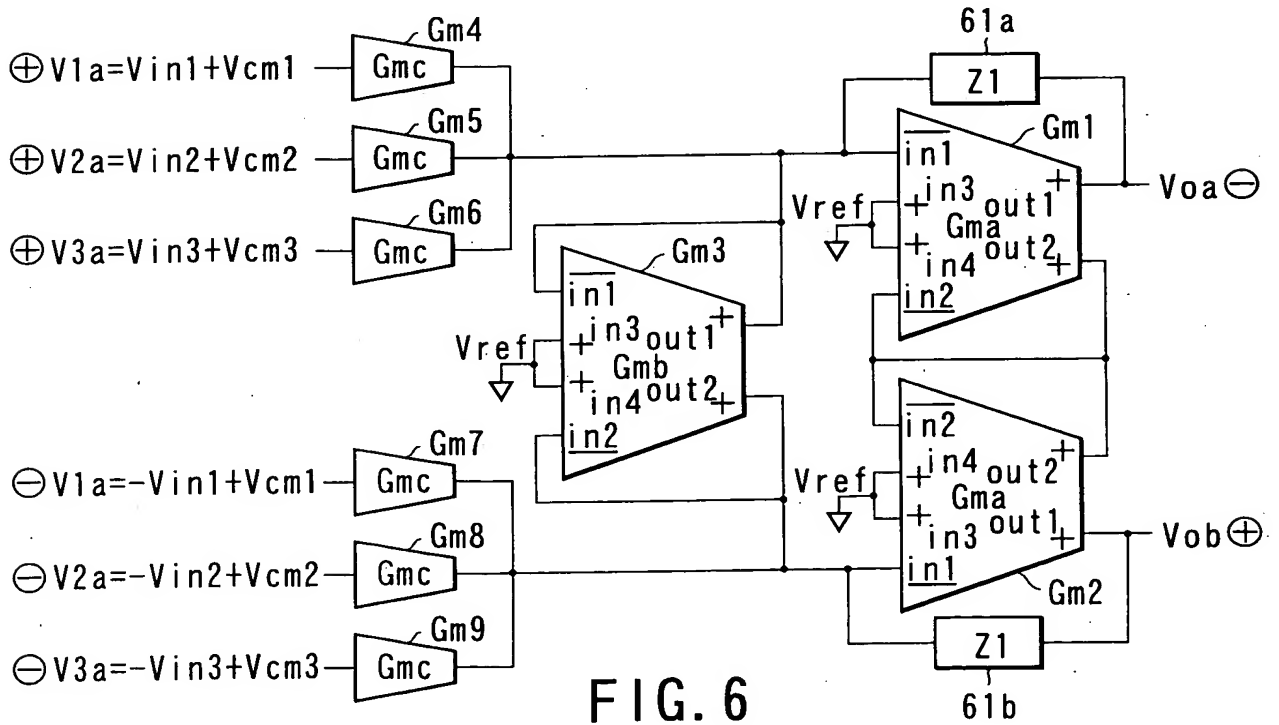 Gm4
⊕ V1a=Vin1+Vcm1
Gmc
Gm5
⊕ V2a=Vin2+Vcm2
Gmc
Gm6
⊕ V3a=Vin3+Vcm3
Gmc
61a
Z1
Gm1
in1
+ in3
Vref
Gma
+ in4
in2
+ out1
out2 +
Voa ⊖
Gm3
in1
+ in3
Vref
Gmb
+ in4
in2
out1 +
out2 +
Gm7
⊖ V1a=-Vin1+Vcm1
Gmc
Gm8
⊖ V2a=-Vin2+Vcm2
Gmc
Gm9
⊖ V3a=-Vin3+Vcm3
Gmc
in2
+ in4
Vref
Gma
+ in3
in1
out2 +
out1 +
Vob ⊕
Gm2
Z1
61b
FIG. 6